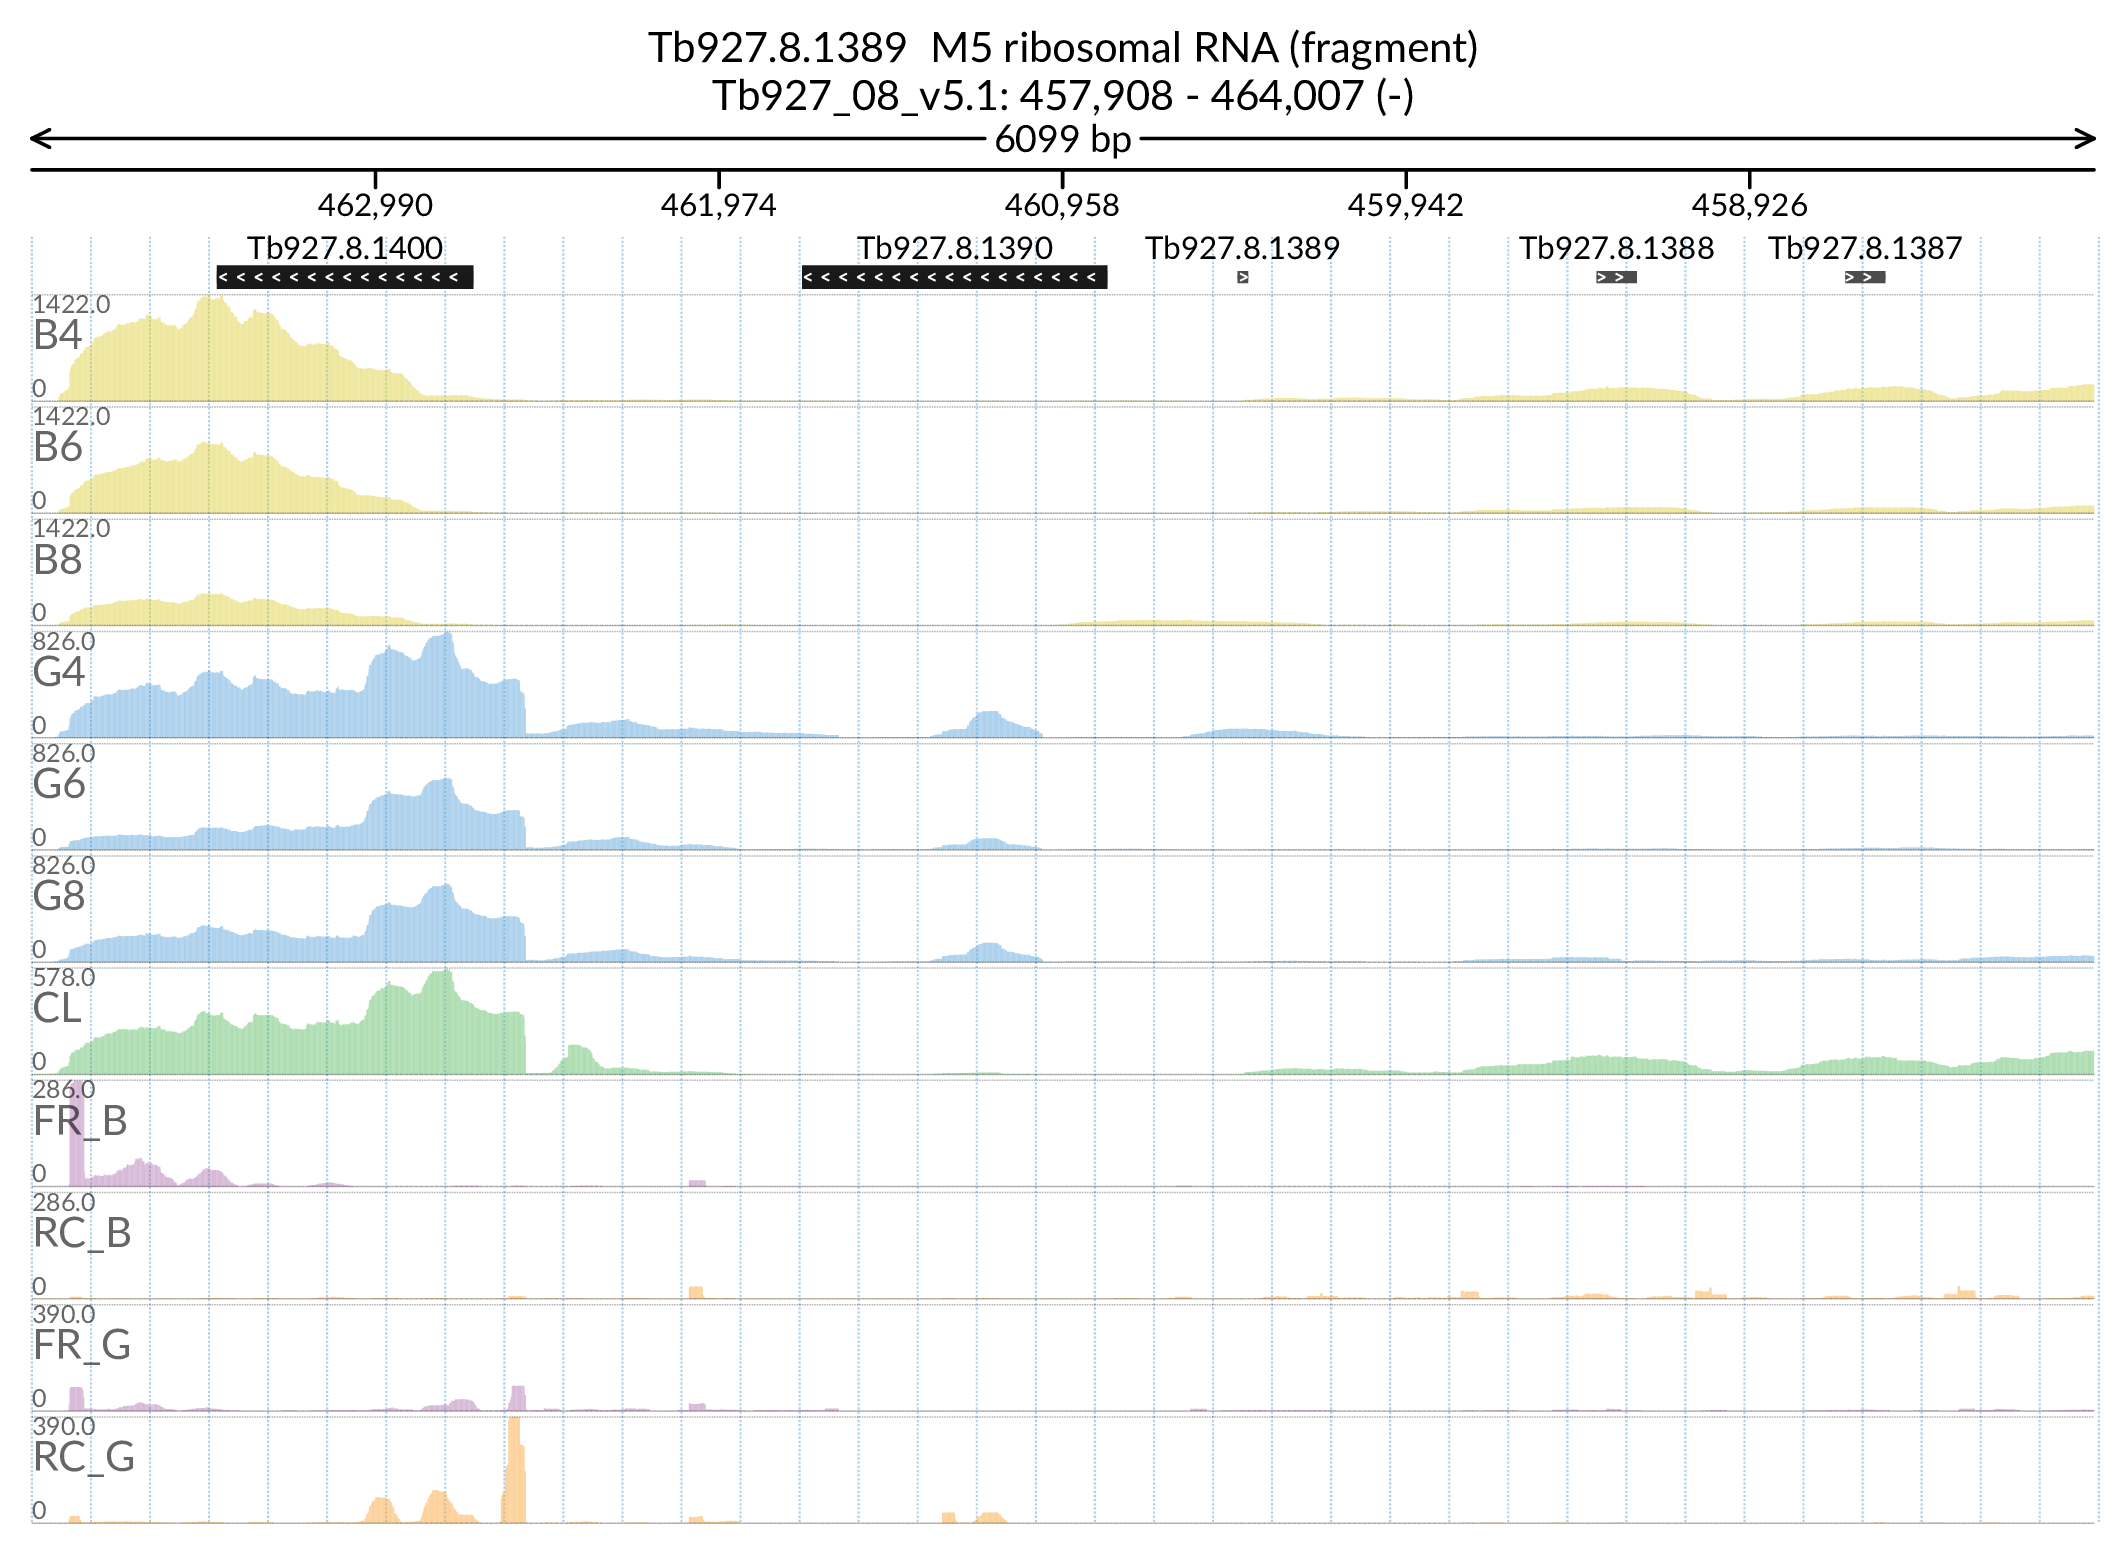 Tb927.8.1389 M5 ribosomal RNA (fragment)
Tb927_08_v5.1: 457,908 - 464,007 (-)
6099 bp
462,990 461,974 460,958 459,942 458,926
Tb927.8.1400 Tb927.8.1390 Tb927.8.1389 Tb927.8.1388 Tb927.8.1387
1422.0
B4
0
1422.0
B6
0
1422.0
B8
0
826.0
G4
0
826.0
G6
0
826.0
G8
0
578.0
CL
0
286.0
FR_B
0
286.0
RC_B
0
390.0
FR_G
0
390.0
RC_G
0